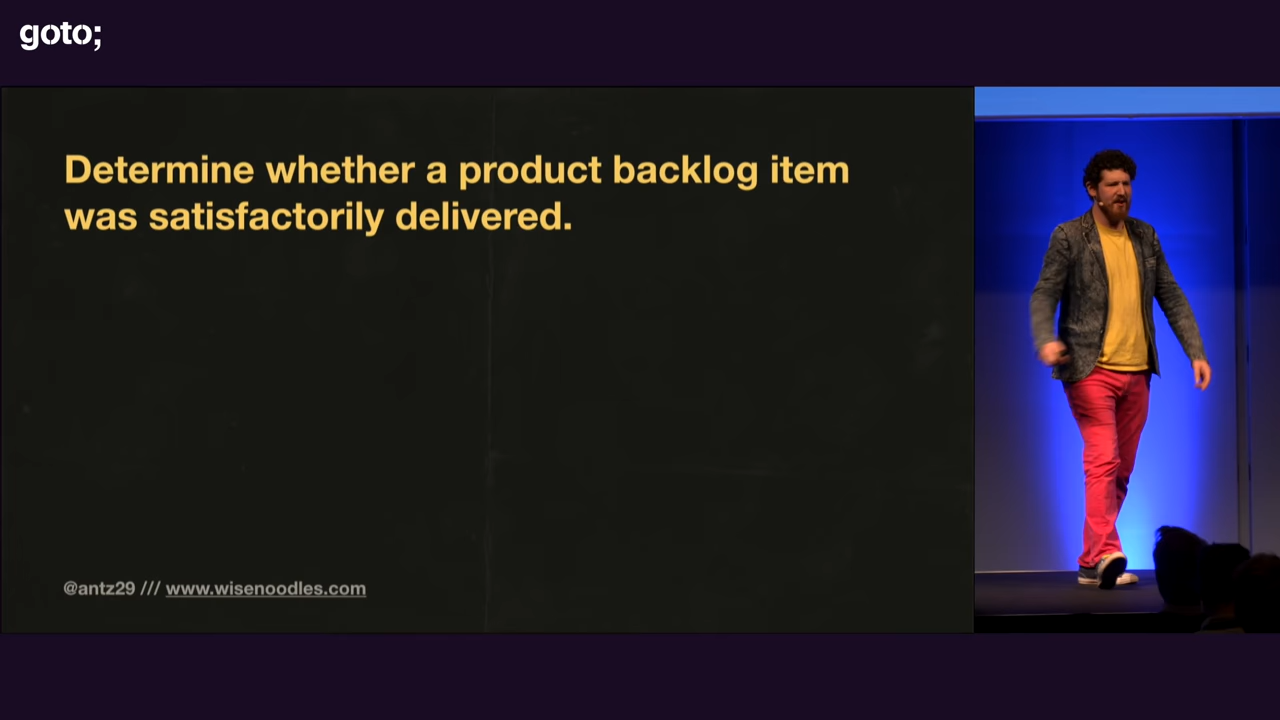 goto;
Determine whether a product backlog item
was satisfactorily delivered.
@antz29 /// www.wisenoodles.com